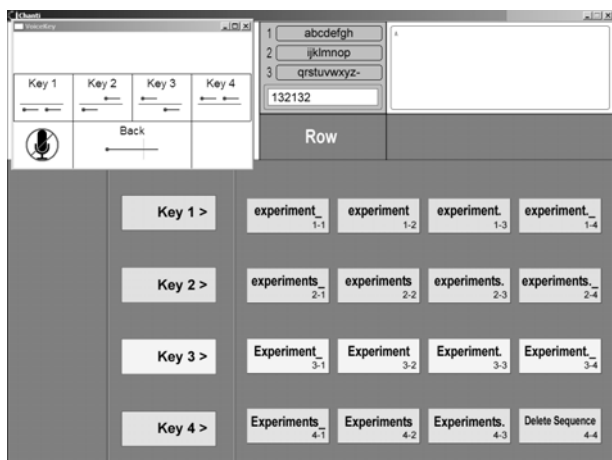 Chanti
VoiceKey
Key 1 Key 2 Key 3 Key 4
Back
1 abcdefgh
2 ijklmnop
3 qrstuvwxyz-
132132
Row
Key 1 > experiment_ 1-1 experiment 1-2 experiment. 1-3 experiment._ 1-4
Key 2 > experiments_ 2-1 experiments 2-2 experiments. 2-3 experiments._ 2-4
Key 3 > Experiment_ 3-1 Experiment 3-2 Experiment. 3-3 Experiment._ 3-4
Key 4 > Experiments_ 4-1 Experiments 4-2 Experiments. 4-3 Delete Sequence 4-4